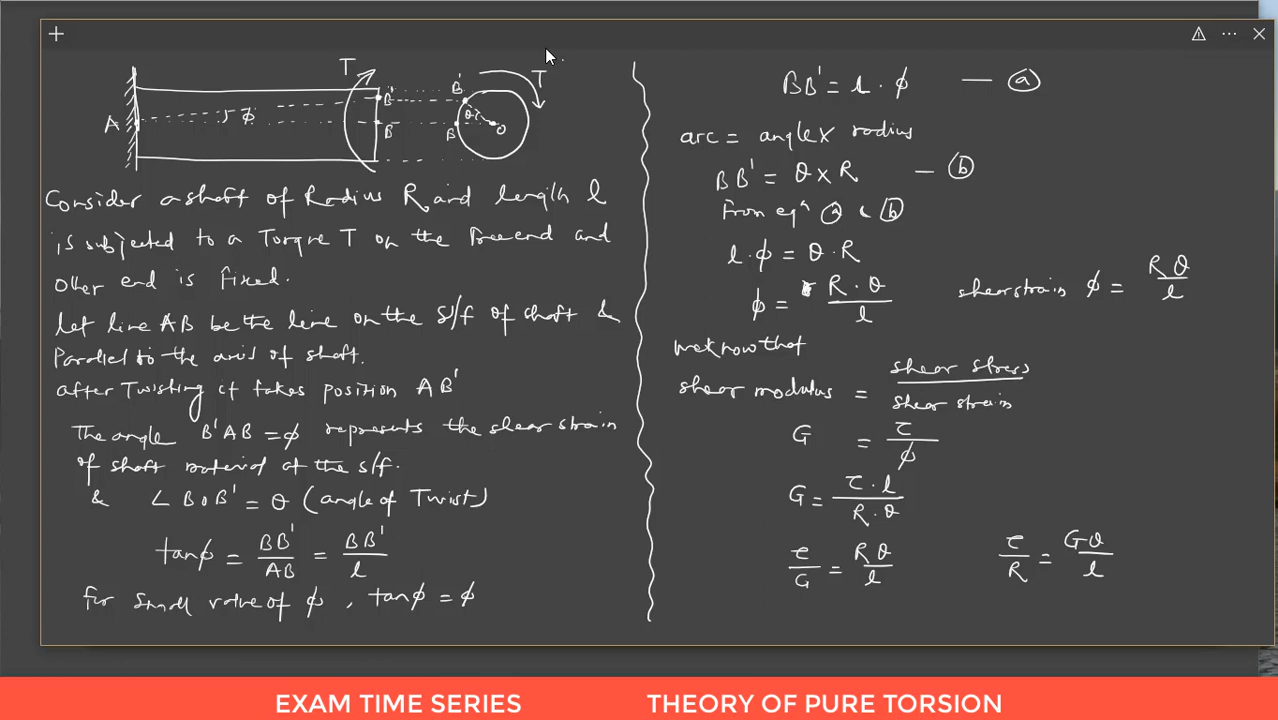 T
A
φ
B'
B
B'
B
θ
O
T
Consider a shaft of Radius R and length l
is subjected to a Torque T on the free end and
other end is fixed.
let line AB be the line on the s/f of shaft &
Parallel to the axis of shaft.
after Twisting it takes position AB'
The angle B'AB = φ represents the shear strain
of shaft material at the s/f.
& ∠ BOB' = θ (angle of Twist)
tanφ = BB'/AB = BB'/l
for small value of φ, tanφ = φ
BB' = l · φ — (a)
arc = angle x radius
BB' = θ x R — (b)
From eqn (a) & (b)
l · φ = θ · R
φ = R · θ / l shear strain φ = Rθ/l
we know that
shear modulus = shear stress / shear strain
G = τ/φ
G = τ · l / R · θ
τ/G = Rθ/l τ/R = Gθ/l
EXAM TIME SERIES THEORY OF PURE TORSION